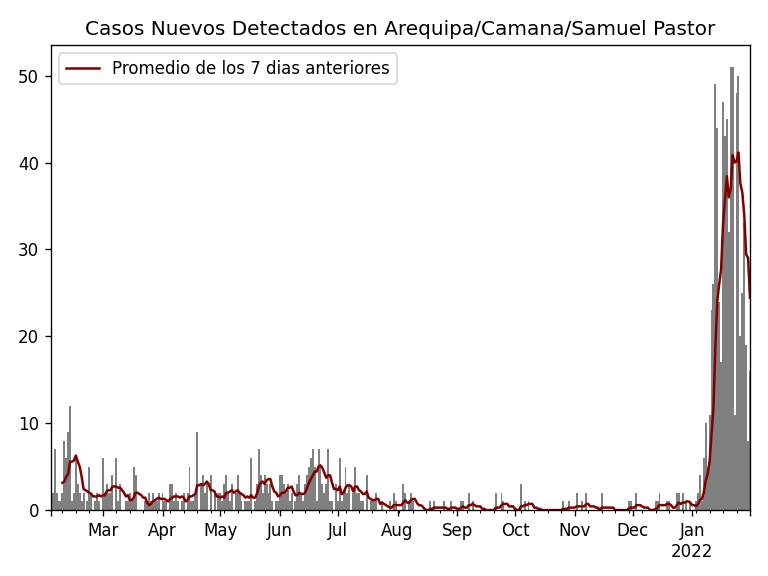 Casos Nuevos Detectados en Arequipa/Camana/Samuel Pastor
Promedio de los 7 dias anteriores
50
40
30
20
10
0
Mar Apr May Jun Jul Aug Sep Oct Nov Dec Jan
2022